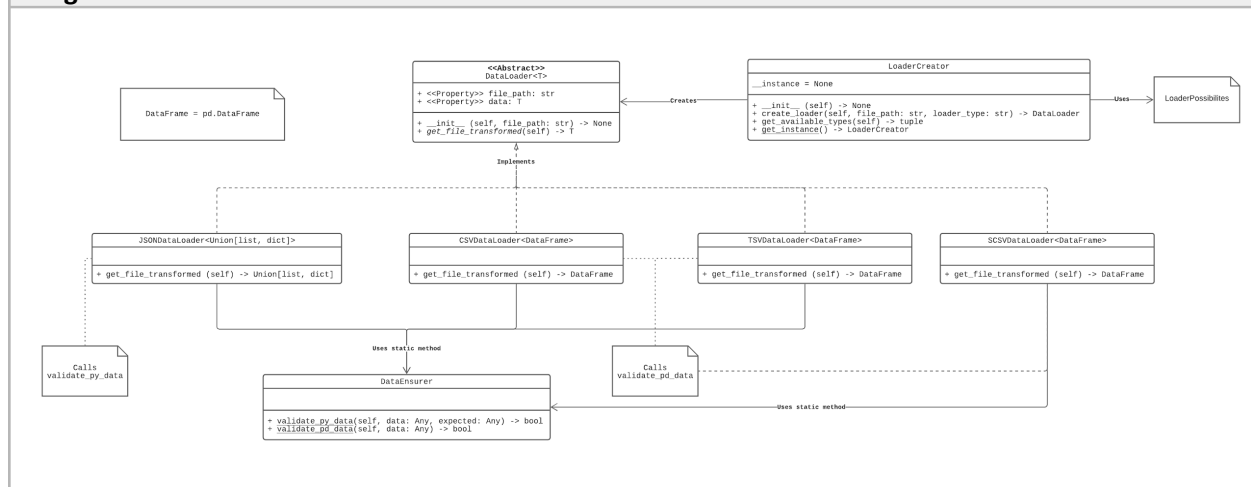 <<Abstract>>
DataLoader<T>
+ <<Property>> file_path: str
+ <<Property>> data: T
+ __init__ (self, file_path: str) -> None
+ get_file_transformed(self) -> T
LoaderCreator
__instance = None
+ __init__ (self) -> None
+ create_loader(self, file_path: str, loader_type: str) -> DataLoader
+ get_available_types(self) -> tuple
+ get_instance() -> LoaderCreator
Creates
Uses
LoaderPossibilites
DataFrame = pd.DataFrame
Implements
JSONDataLoader<Union[list, dict]>
+ get_file_transformed (self) -> Union[list, dict]
CSVDataLoader<DataFrame>
+ get_file_transformed (self) -> DataFrame
TSVDataLoader<DataFrame>
+ get_file_transformed (self) -> DataFrame
SCSVDataLoader<DataFrame>
+ get_file_transformed (self) -> DataFrame
Calls
validate_py_data
Uses static method
Calls
validate_pd_data
DataEnsurer
+ validate_py_data(self, data: Any, expected: Any) -> bool
+ validate_pd_data(self, data: Any) -> bool
Uses static method